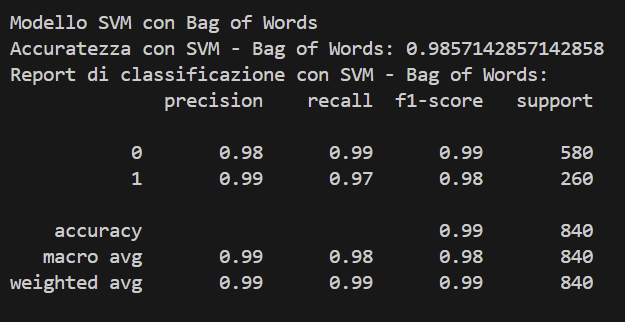 Modello SVM con Bag of Words
Accuratezza con SVM - Bag of Words: 0.9857142857142858
Report di classificazione con SVM - Bag of Words:
precision recall f1-score support
0 0.98 0.99 0.99 580
1 0.99 0.97 0.98 260
accuracy 0.99 840
macro avg 0.99 0.98 0.98 840
weighted avg 0.99 0.99 0.99 840